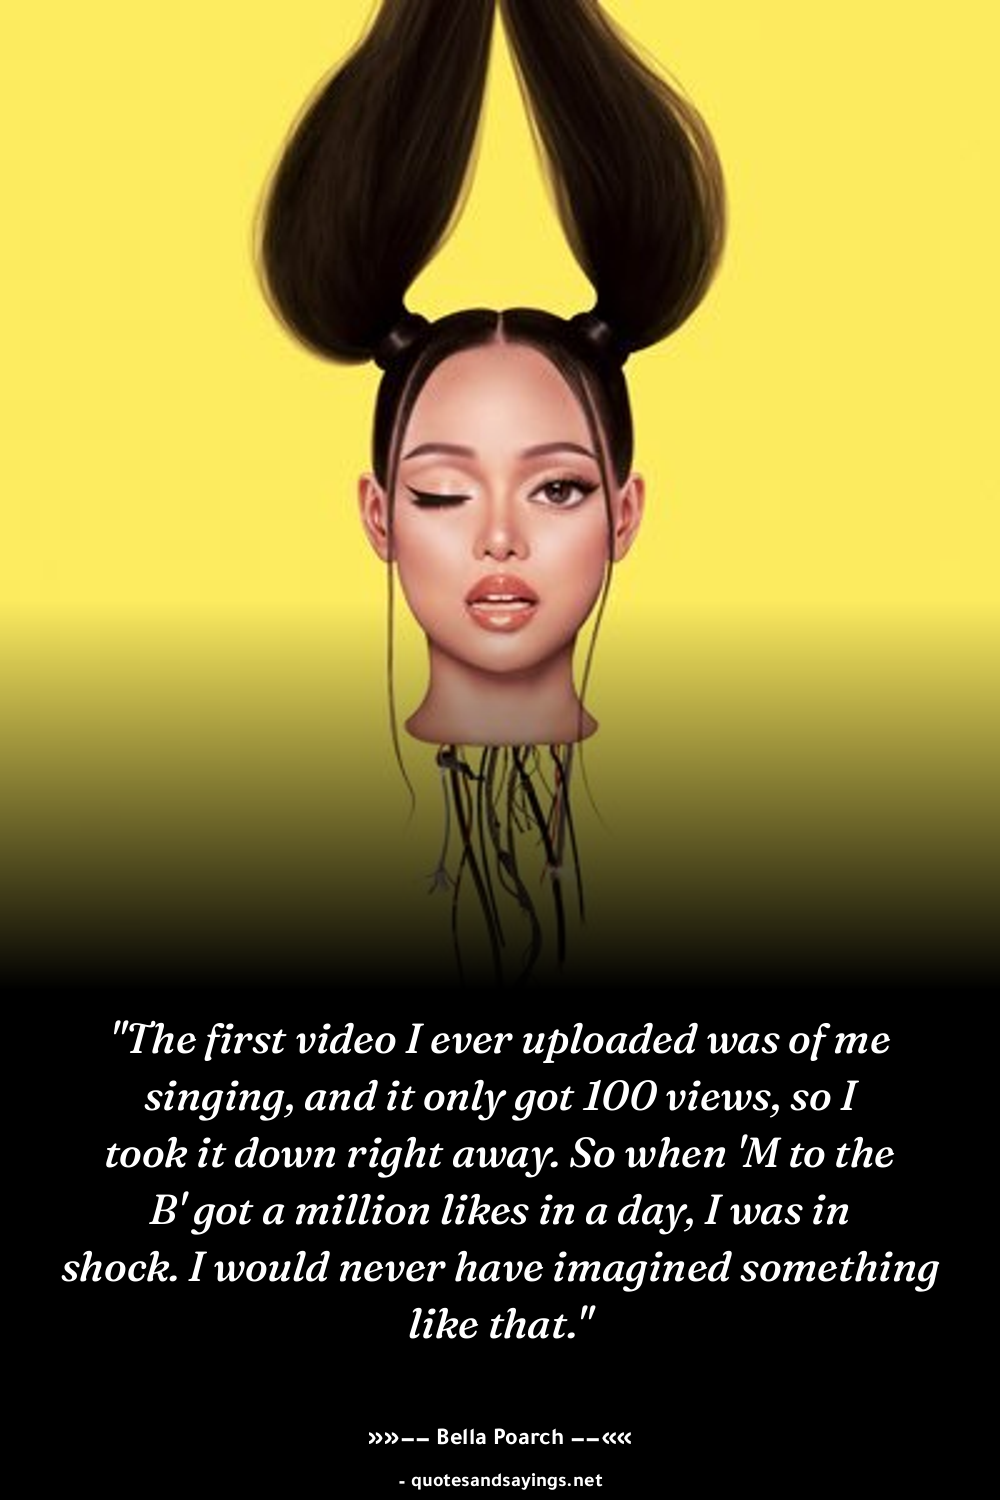 "The first video I ever uploaded was of me
singing, and it only got 100 views, so I
took it down right away. So when 'M to the
B' got a million likes in a day, I was in
shock. I would never have imagined something
like that."
»»−− Bella Poarch −−««
- quotesandsayings.net